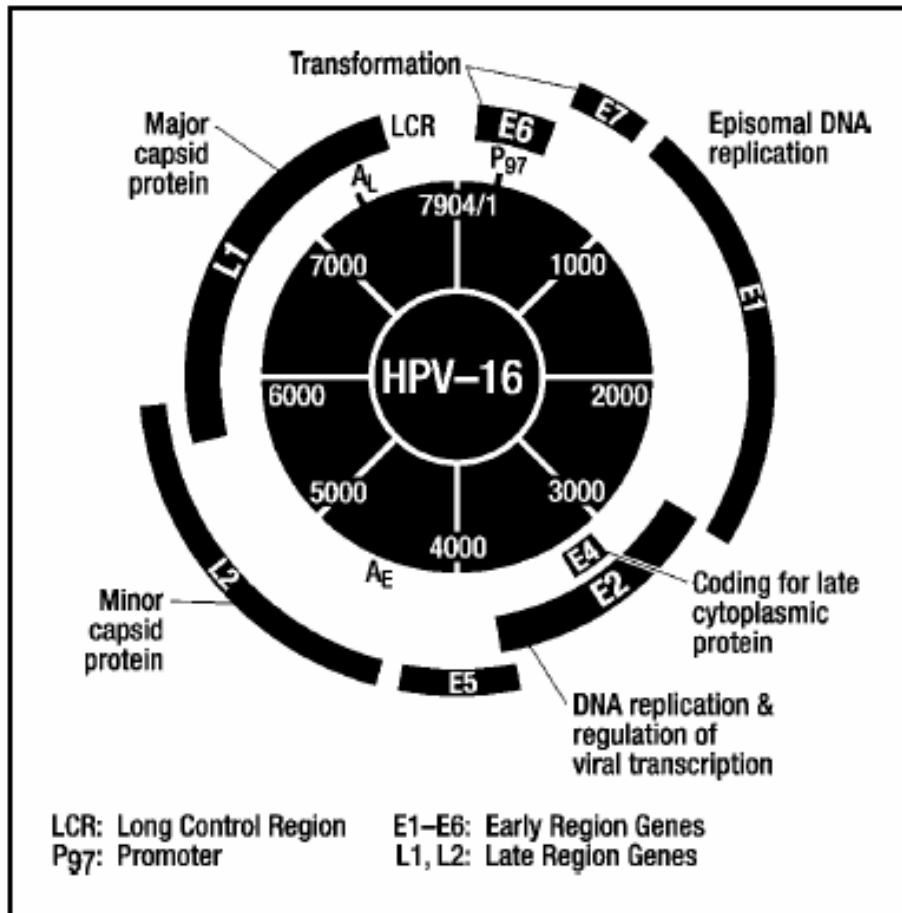 Transformation
E7
Major
capsid
protein
LCR
E6
Episomal DNA
replication
P97
AL
7904/1
L1
7000
1000
E1
HPV–16
6000
2000
5000
3000
4000
E4
AE
E2
L2
Coding for late
cytoplasmic
protein
Minor
capsid
protein
E5
DNA replication &
regulation of
viral transcription
LCR: Long Control Region
E1–E6: Early Region Genes
P97: Promoter
L1, L2: Late Region Genes